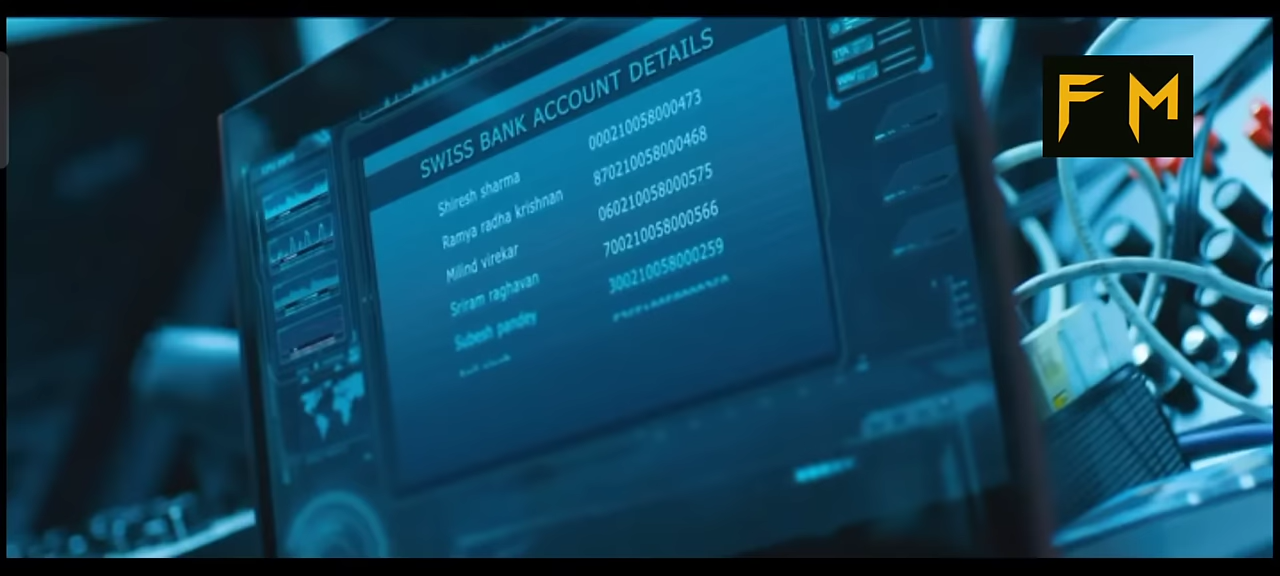 FM
SWISS BANK ACCOUNT DETAILS
Shiresh sharma 000210058000473
Ramya radha krishnan 870210058000468
Milind virekar 060210058000575
Sriram raghavan 700210058000566
Subesh pandey 300210058000259